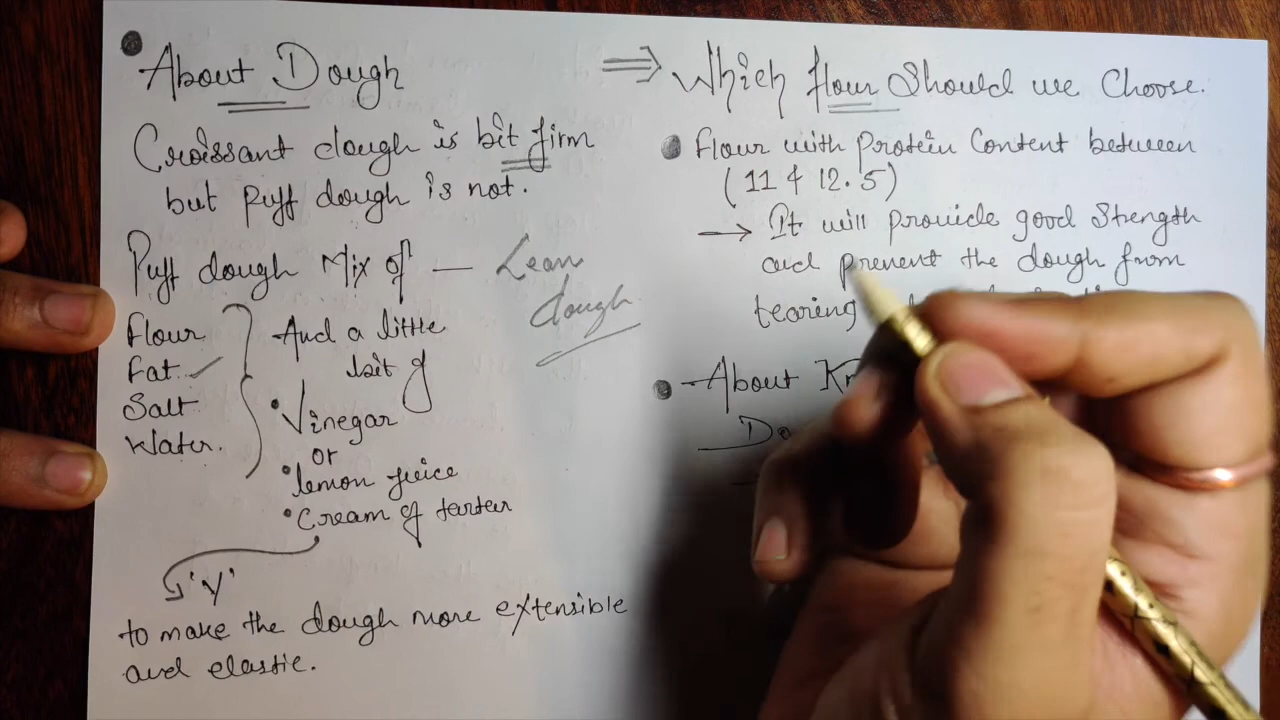 About Dough
Croissant dough is bit firm
but puff dough is not.
Puff dough Mix of — Lean
dough
Flour
Fat
Salt
Water.
And a little
bit of
• Vinegar
or
• lemon juice
• Cream of tarter
'Y'
to make the dough more extensible
and elastic.
⇒ Which flour Should we Choose.
• Flour with Protein Content between
(11 & 12.5)
→ It will provide good Strength
and prevent the dough from
tearing
• About